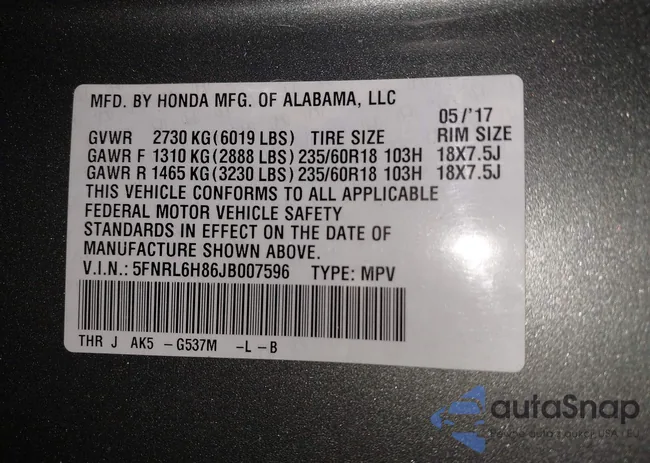 MFD. BY HONDA MFG. OF ALABAMA, LLC
05/'17
GVWR 2730 KG(6019 LBS) TIRE SIZE RIM SIZE
GAWR F 1310 KG(2888 LBS)235/60R18 103H 18X7.5J
GAWR R 1465 KG(3230 LBS)235/60R18 103H 18X7.5J
THIS VEHICLE CONFORMS TO ALL APPLICABLE
FEDERAL MOTOR VEHICLE SAFETY
STANDARDS IN EFFECT ON THE DATE OF
MANUFACTURE SHOWN ABOVE.
V.I.N.: 5FNRL6H86JB007596 TYPE: MPV
THR J AK5 -G537M -L-B
autaSnap